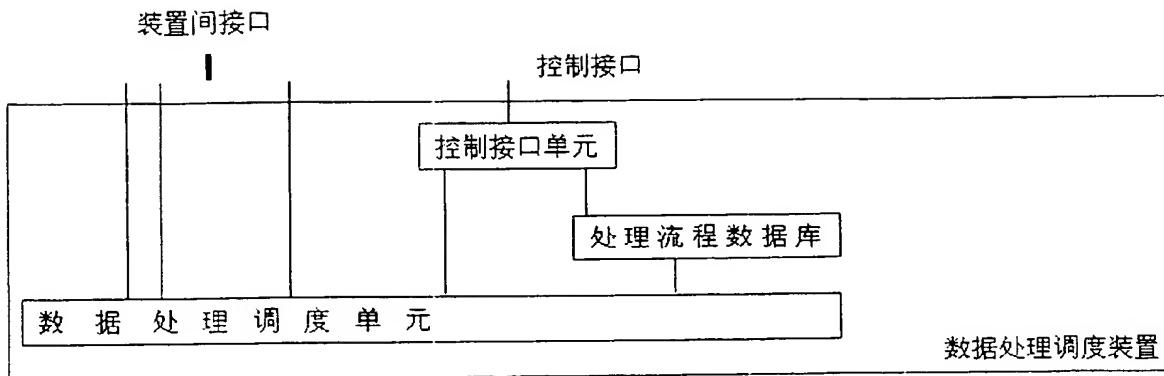 装置间接口
控制接口
控制接口单元
处理流程数据库
数据处理调度单元
数据处理调度装置